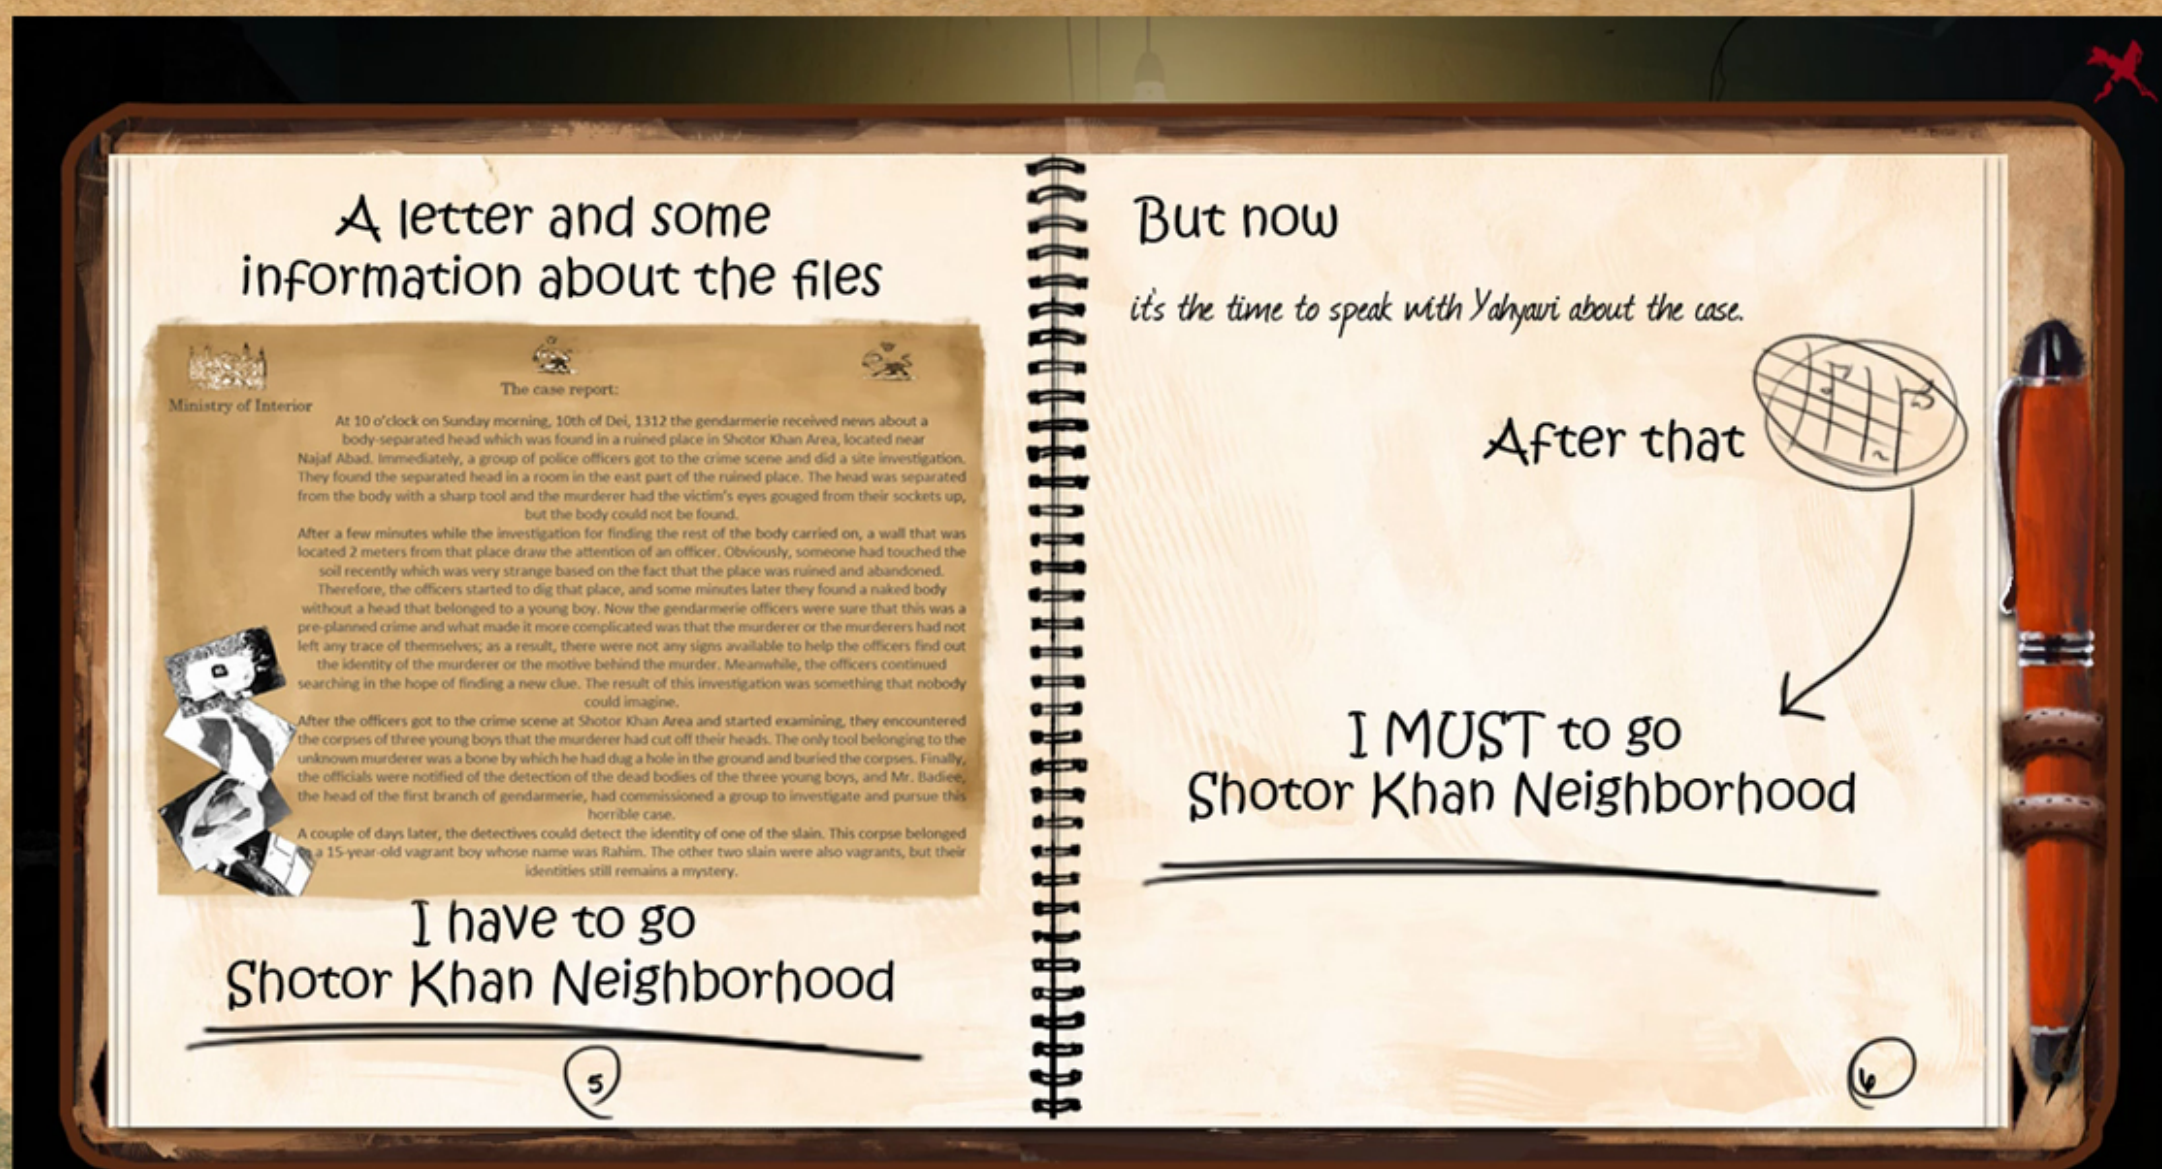 A letter and some
information about the files
Ministry of Interior
The case report:
At 10 o'clock on Sunday morning, 10th of Dei, 1312 the gendarmerie received news about a
body-separated head which was found in a ruined place in Shotor Khan Area, located near
Najaf Abad. Immediately, a group of police officers got to the crime scene and did a site investigation.
They found the separated head in a room in the east part of the ruined place. The head was separated
from the body with a sharp tool and the murderer had the victim's eyes gouged from their sockets up,
but the body could not be found.
After a few minutes while the investigation for finding the rest of the body carried on, a wall that was
located 2 meters from that place draw the attention of an officer. Obviously, someone had touched the
soil recently which was very strange based on the fact that the place was ruined and abandoned.
Therefore, the officers started to dig that place, and some minutes later they found a naked body
without a head that belonged to a young boy. Now the gendarmerie officers were sure that this was a
pre-planned crime and what made it more complicated was that the murderer or the murderers had not
left any trace of themselves; as a result, there were not any signs available to help the officers find out
the identity of the murderer or the motive behind the murder. Meanwhile, the officers continued
searching in the hope of finding a new clue. The result of this investigation was something that nobody
could imagine.
After the officers got to the crime scene at Shotor Khan Area and started examining, they encountered
the corpses of three young boys that the murderer had cut off their heads. The only tool belonging to the
unknown murderer was a bone by which he had dug a hole in the ground and buried the corpses. Finally,
the officials were notified of the detection of the dead bodies of the three young boys, and Mr. Badiee,
the head of the first branch of gendarmerie, had commissioned a group to investigate and pursue this
horrible case.
A couple of days later, the detectives could detect the identity of one of the slain. This corpse belonged
a 15-year-old vagrant boy whose name was Rahim. The other two slain were also vagrants, but their
identities still remains a mystery.
I have to go
Shotor Khan Neighborhood
5
But now
it's the time to speak with Yahyavi about the case.
After that
I MUST to go
Shotor Khan Neighborhood
6